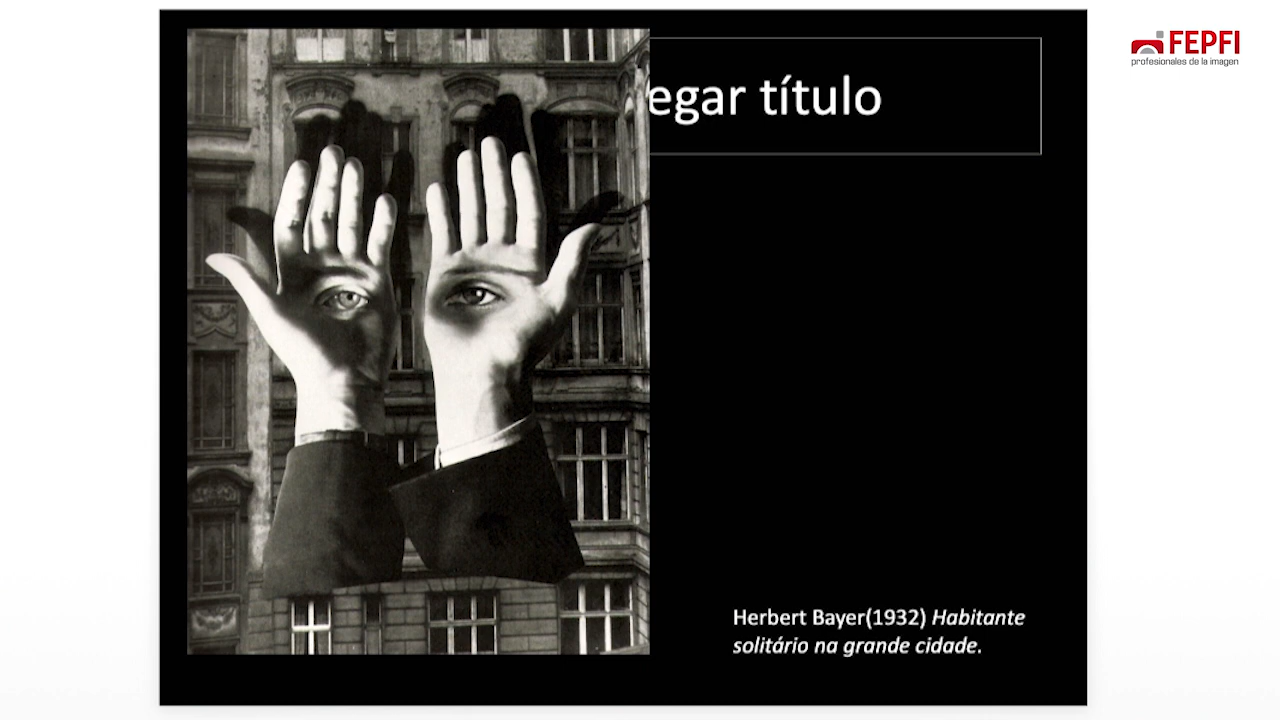 FEPFI
profesionales de la imagen
egar título
Herbert Bayer(1932) Habitante
solitário na grande cidade.